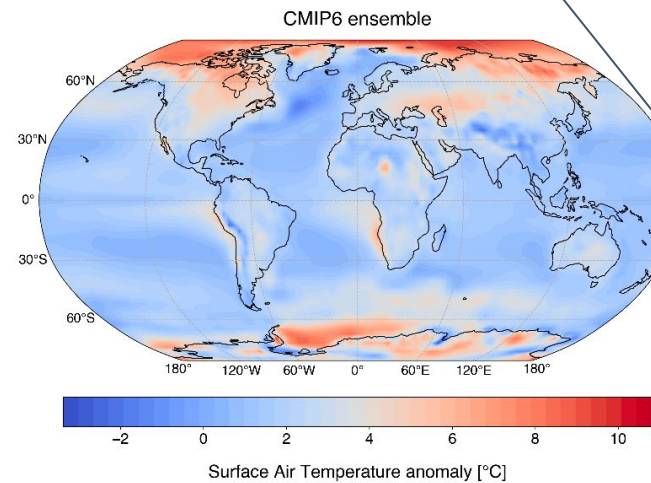 CMIP6 ensemble
60°N
30°N
0°
30°S
60°S
180° 120°W 60°W 0° 60°E 120°E 180°
−2 0 2 4 6 8 10
Surface Air Temperature anomaly [°C]